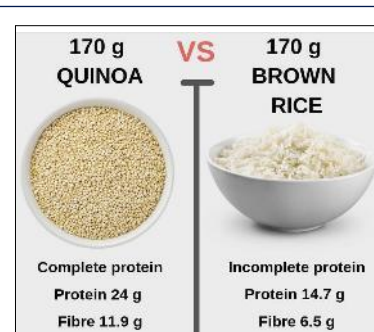 170 g
QUINOA
VS
170 g
BROWN
RICE
Complete protein
Protein 24 g
Fibre 11.9 g
Incomplete protein
Protein 14.7 g
Fibre 6.5 g